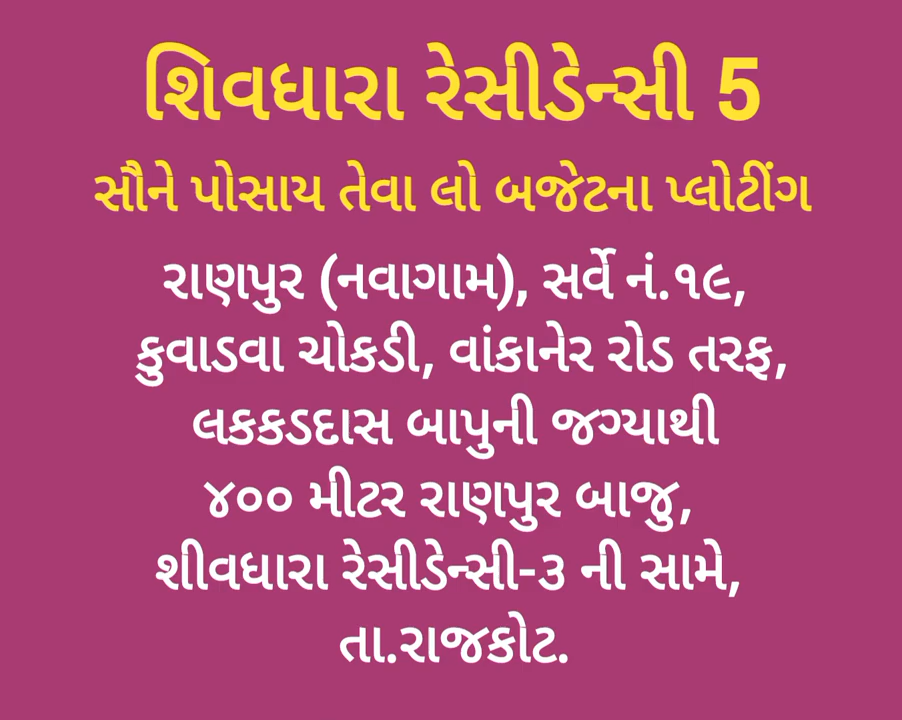 શિવધારા રેસીડેન્સી 5
સૌને પોસાય તેવા લો બજેટના પ્લોટીંગ
રાણપુર (નવાગામ), સર્વે નં.૧૯,
કુવાડવા ચોકડી, વાંકાનેર રોડ તરફ,
લકકડદાસ બાપુની જગ્યાથી
૪૦૦ મીટર રાણપુર બાજુ,
શીવધારા રેસીડેન્સી-૩ ની સામે,
તા.રાજકોટ.